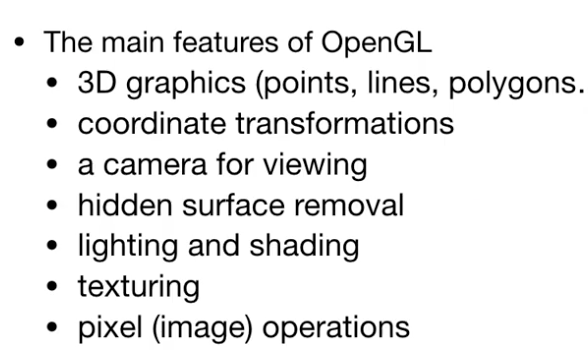 • The main features of OpenGL
• 3D graphics (points, lines, polygons.
• coordinate transformations
• a camera for viewing
• hidden surface removal
• lighting and shading
• texturing
• pixel (image) operations